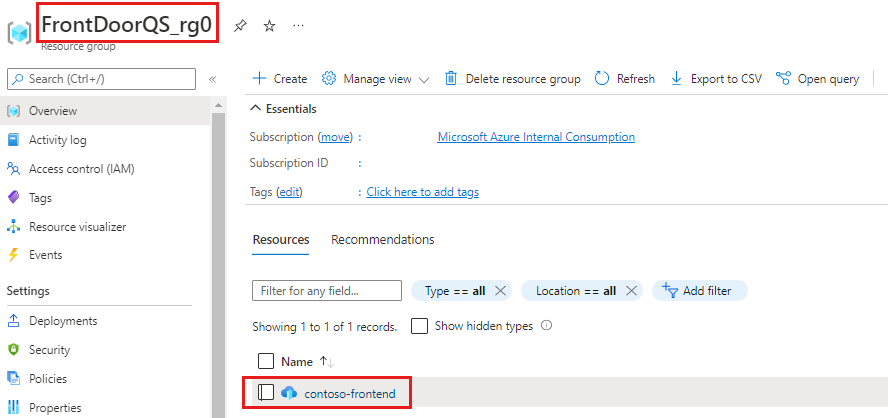 FrontDoorQS_rg0
Resource group
Search (Ctrl+/)
Overview
Activity log
Access control (IAM)
Tags
Resource visualizer
Events
Settings
Deployments
Security
Policies
Properties
Create Manage view Delete resource group Refresh Export to CSV Open query
Essentials
Subscription (move) : Microsoft Azure Internal Consumption
Subscription ID :
Tags (edit) : Click here to add tags
Resources Recommendations
Filter for any field... Type == all Location == all Add filter
Showing 1 to 1 of 1 records. Show hidden types
Name
contoso-frontend